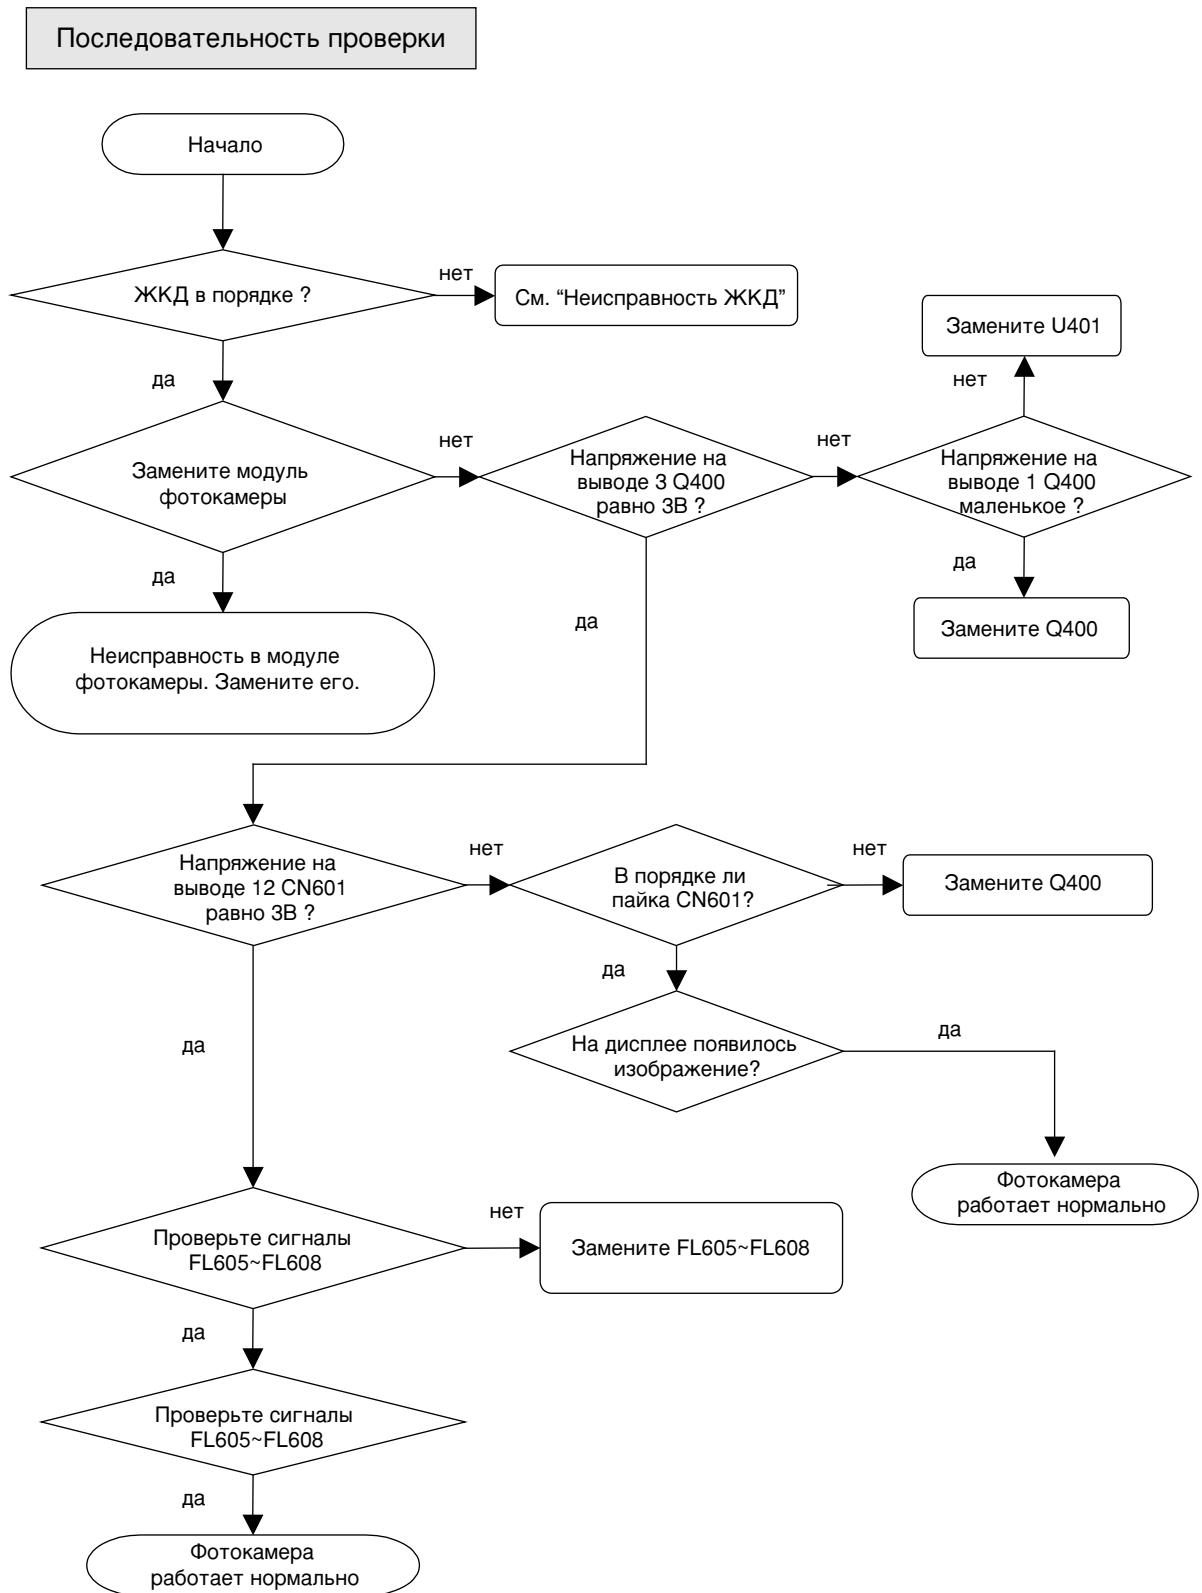 Последовательность проверки
Начало
ЖКД в порядке ?
нет
См. “Неисправность ЖКД”
да
Замените модуль
фотокамеры
нет
Напряжение на
выводе 3 Q400
равно 3В ?
нет
Напряжение на
выводе 1 Q400
маленькое ?
нет
Замените U401
да
Замените Q400
да
Неисправность в модуле
фотокамеры. Замените его.
да
Напряжение на
выводе 12 CN601
равно 3В ?
нет
В порядке ли
пайка CN601?
нет
Замените Q400
да
На дисплее появилось
изображение?
да
Фотокамера
работает нормально
да
Проверьте сигналы
FL605~FL608
нет
Замените FL605~FL608
да
Проверьте сигналы
FL605~FL608
да
Фотокамера
работает нормально